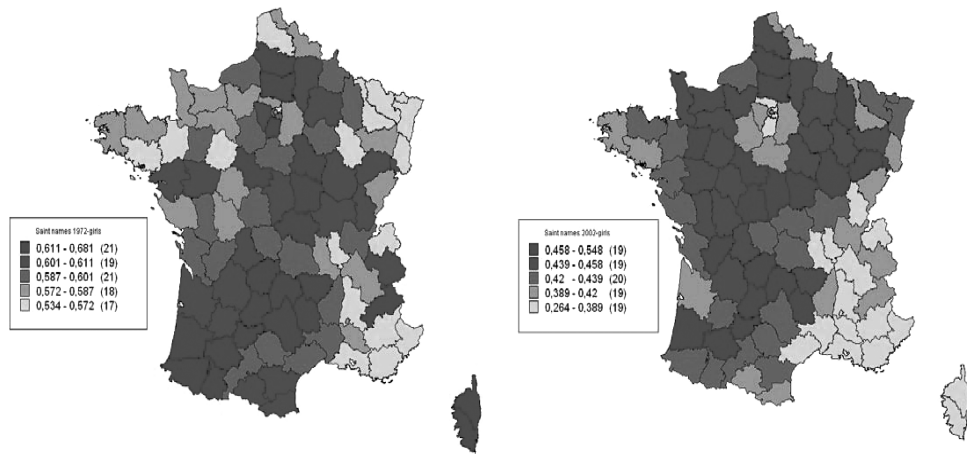 Saint names 1972-girls
0,611 - 0,681 (21)
0,601 - 0,611 (19)
0,587 - 0,601 (21)
0,572 - 0,587 (18)
0,534 - 0,572 (17)
Saint names 2002-girls
0,458 - 0,548 (19)
0,439 - 0,458 (19)
0,42 - 0,439 (20)
0,389 - 0,42 (19)
0,264 - 0,389 (19)